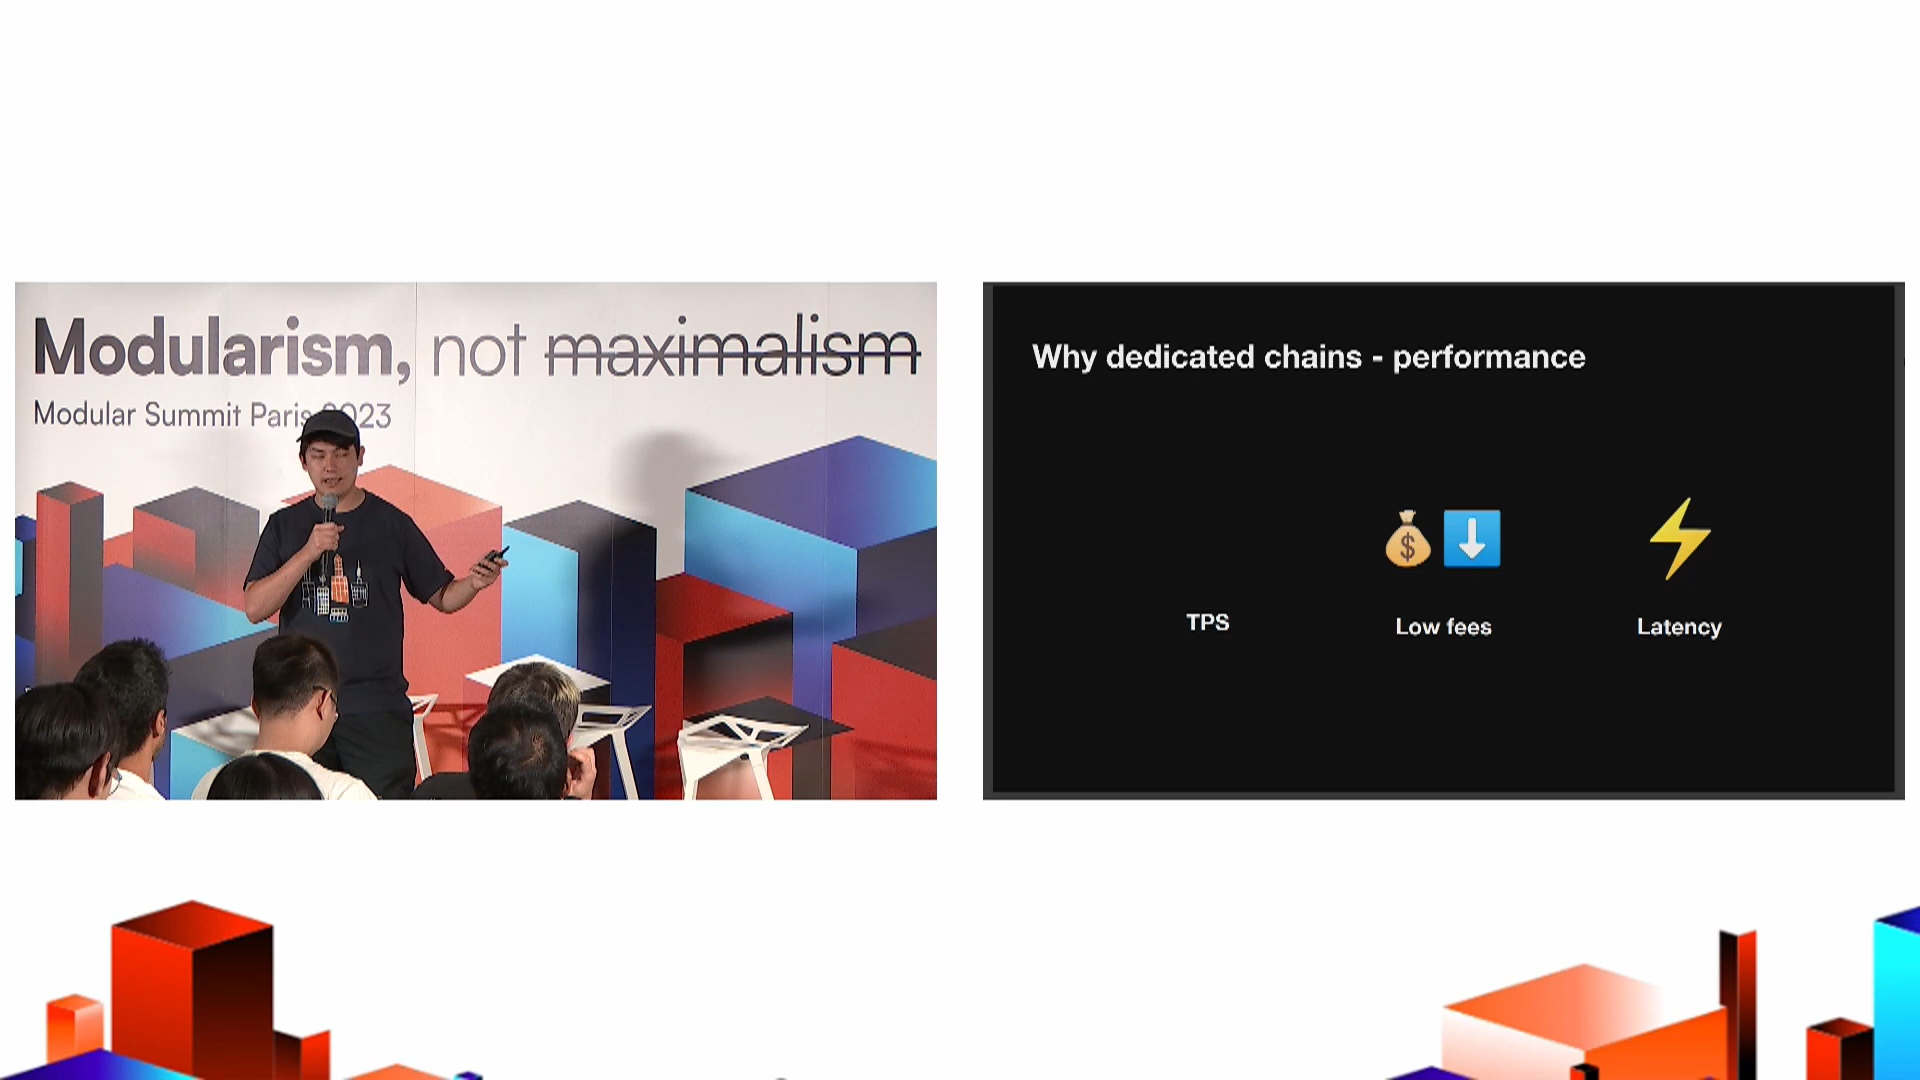 Modularism, not maximalism
Modular Summit Paris 2023
Why dedicated chains - performance
TPS
Low fees
Latency